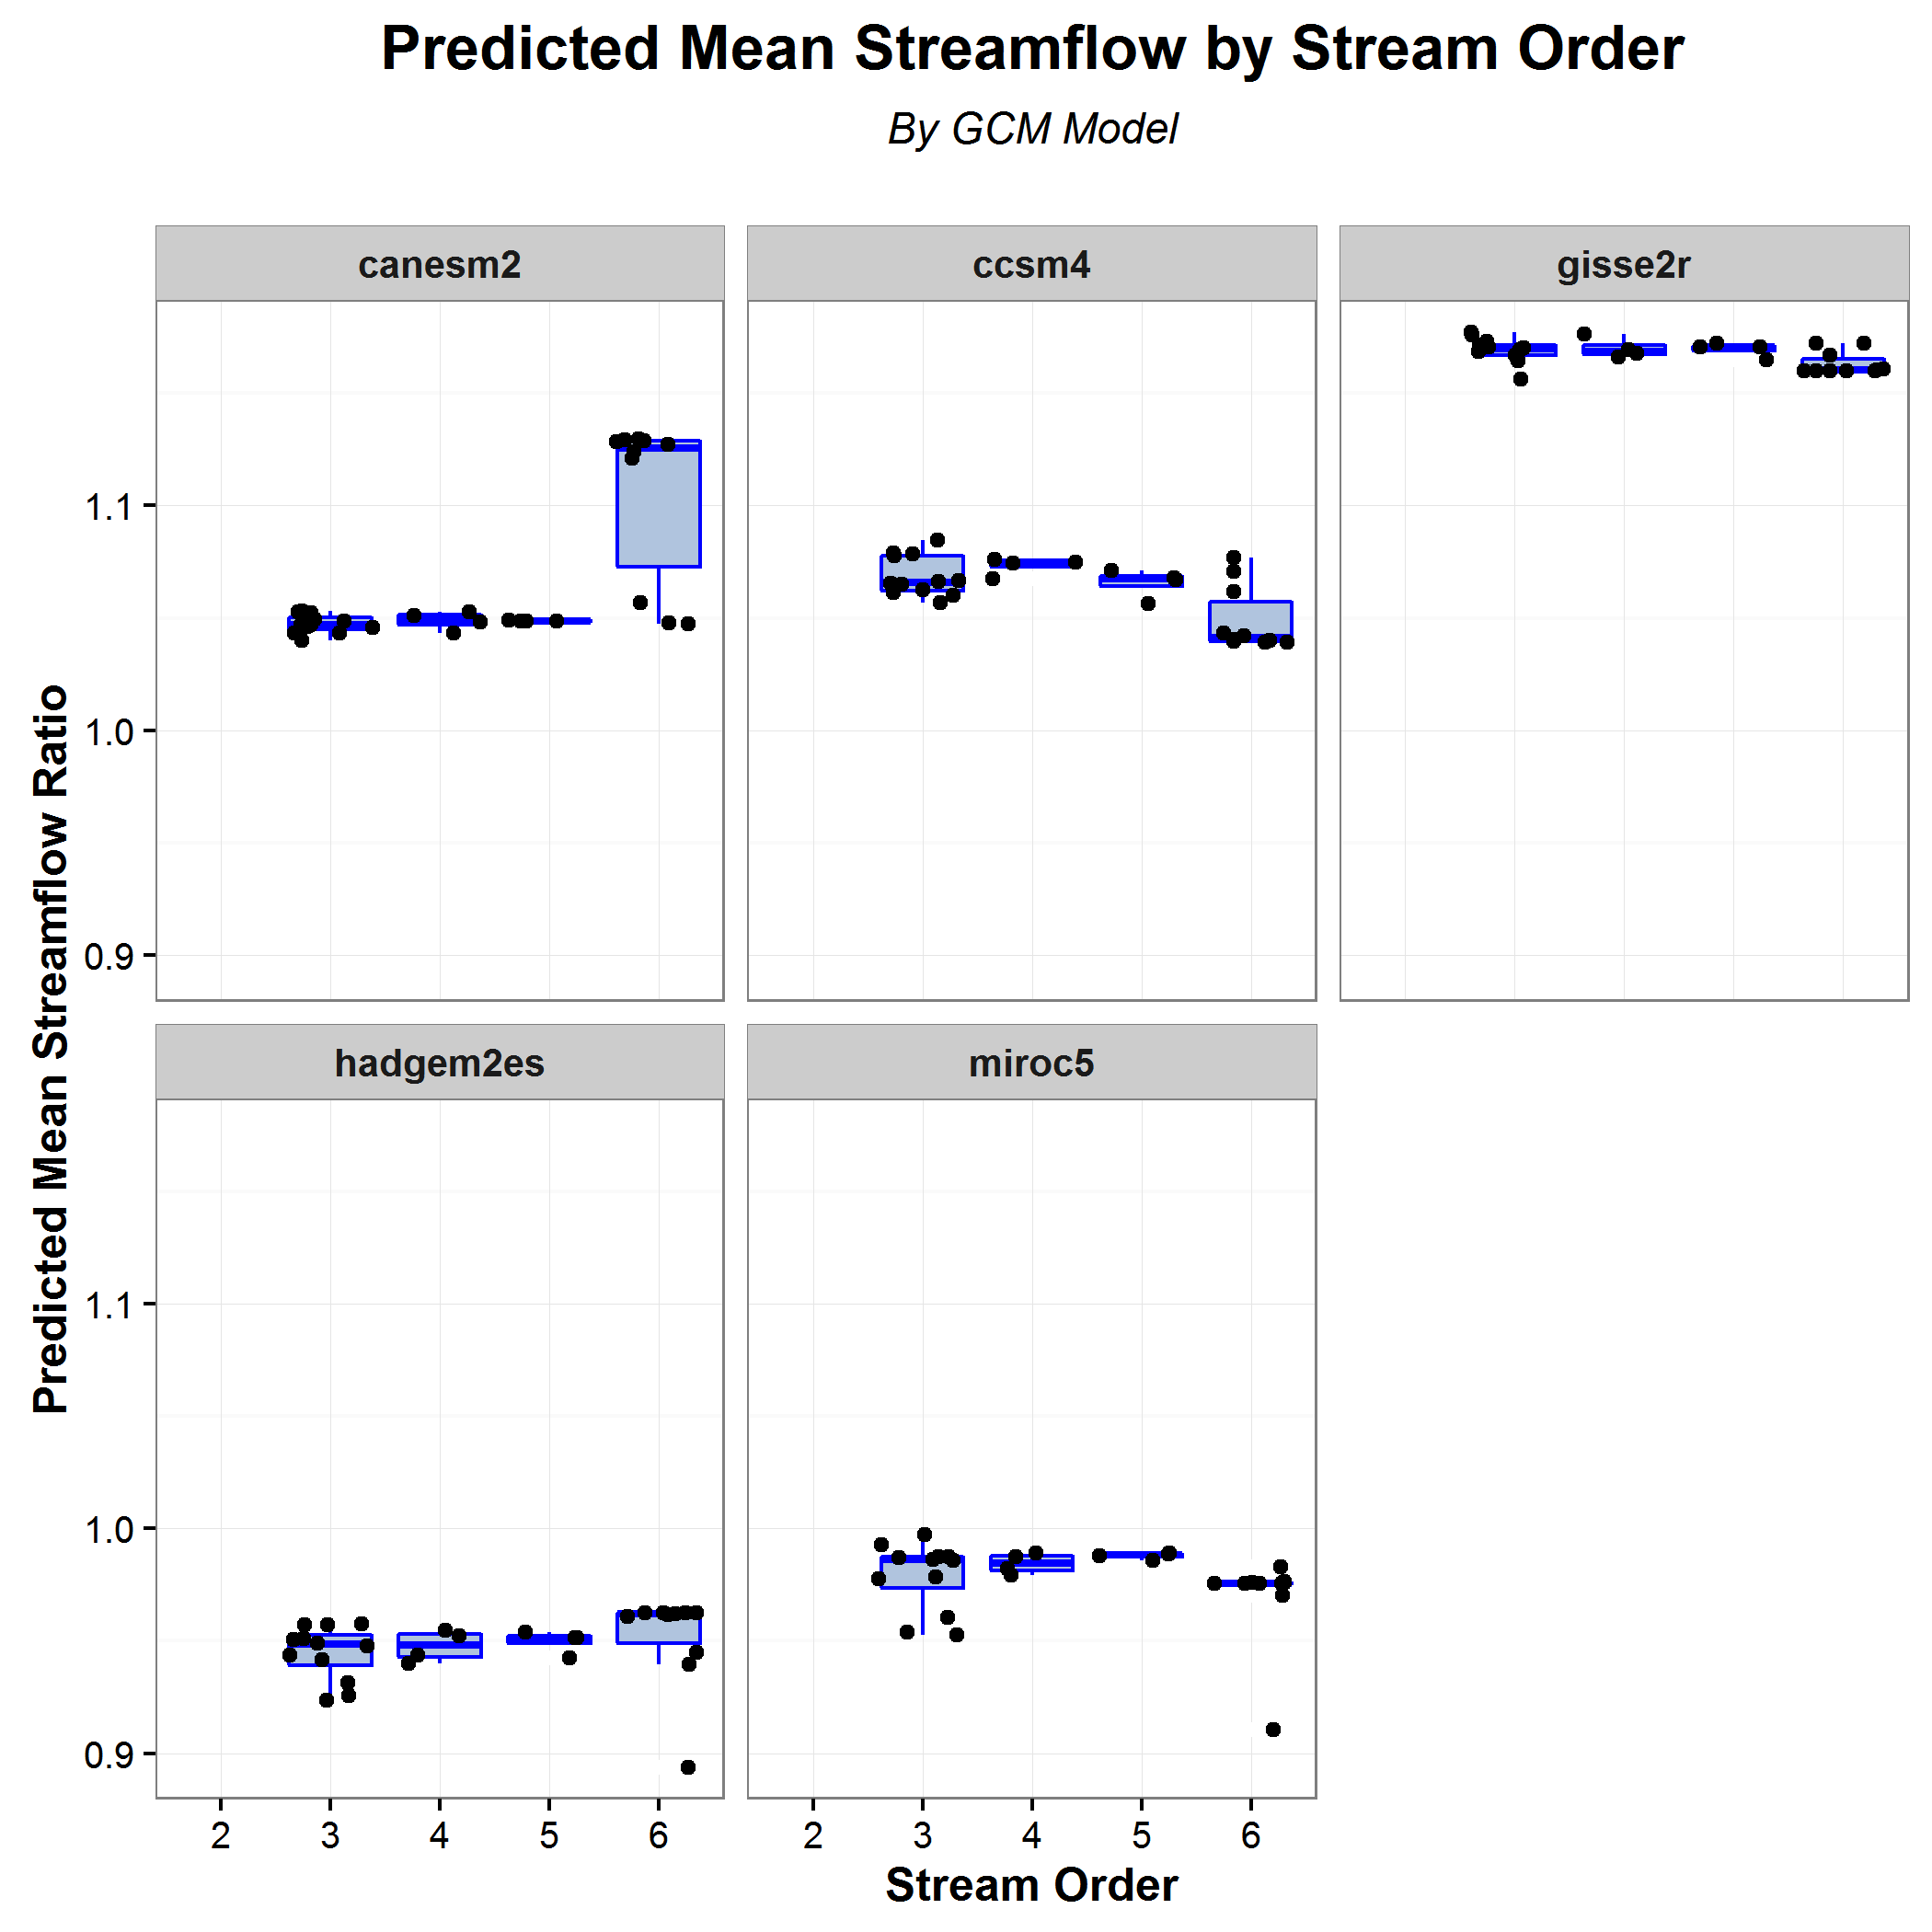 Predicted Mean Streamflow by Stream Order
By GCM Model
canesm2
ccsm4
gisse2r
1.1
1.0
0.9
Predicted Mean Streamflow Ratio
hadgem2es
miroc5
1.1
1.0
0.9
2 3 4 5 6
2 3 4 5 6
Stream Order